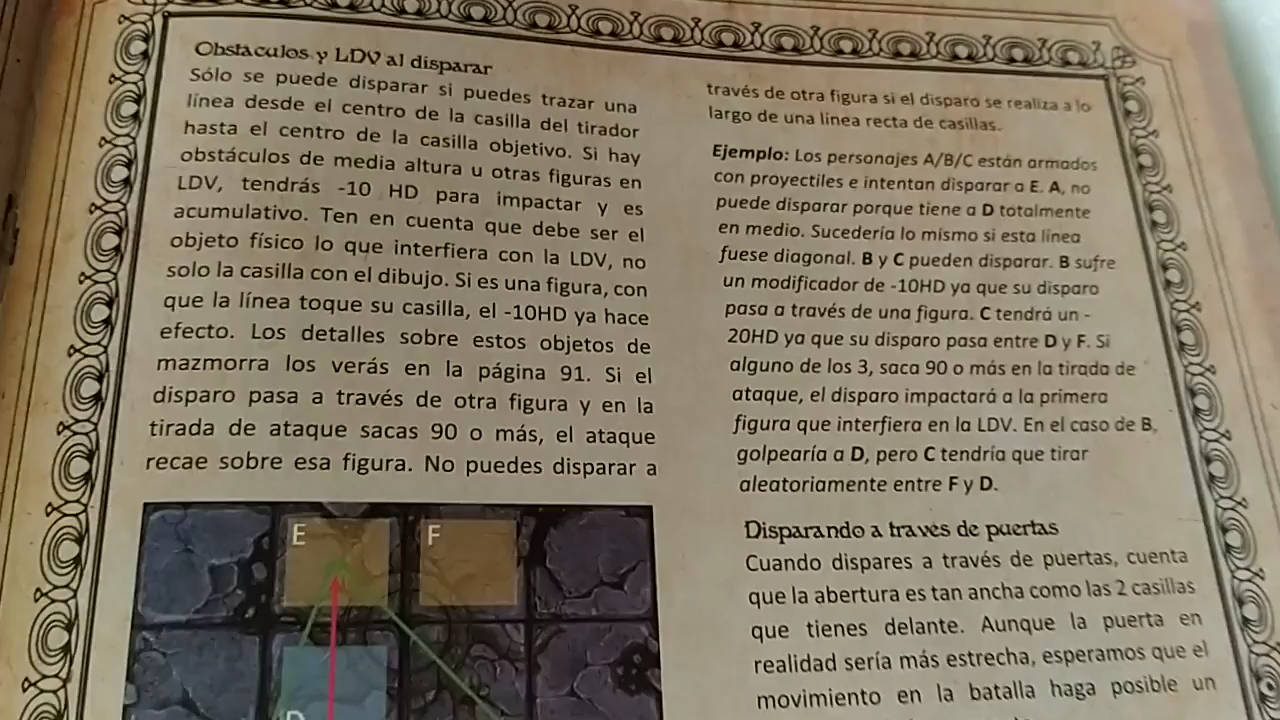 Obstaculos y LDV al disparar
Sólo se puede disparar si puedes trazar una
línea desde el centro de la casilla del tirador
hasta el centro de la casilla objetivo. Si hay
obstáculos de media altura u otras figuras en
LDV, tendrás -10 HD para impactar y es
acumulativo. Ten en cuenta que debe ser el
objeto físico lo que interfiera con la LDV, no
solo la casilla con el dibujo. Si es una figura, con
que la línea toque su casilla, el -10HD ya hace
efecto. Los detalles sobre estos objetos de
mazmorra los verás en la página 91. Si el
disparo pasa a través de otra figura y en la
tirada de ataque sacas 90 o más, el ataque
recae sobre esa figura. No puedes disparar a
E
F
D
través de otra figura si el disparo se realiza a lo
largo de una línea recta de casillas.
Ejemplo: Los personajes A/B/C están armados
con proyectiles e intentan disparar a E. A, no
puede disparar porque tiene a D totalmente
en medio. Sucedería lo mismo si esta línea
fuese diagonal. B y C pueden disparar. B sufre
un modificador de -10HD ya que su disparo
pasa a través de una figura. C tendrá un -
20HD ya que su disparo pasa entre D y F. Si
alguno de los 3, saca 90 o más en la tirada de
ataque, el disparo impactará a la primera
figura que interfiera en la LDV. En el caso de B,
golpearía a D, pero C tendría que tirar
aleatoriamente entre F y D.
Disparando a traves de puertas
Cuando dispares a través de puertas, cuenta
que la abertura es tan ancha como las 2 casillas
que tienes delante. Aunque la puerta en
realidad sería más estrecha, esperamos que el
movimiento en la batalla haga posible un